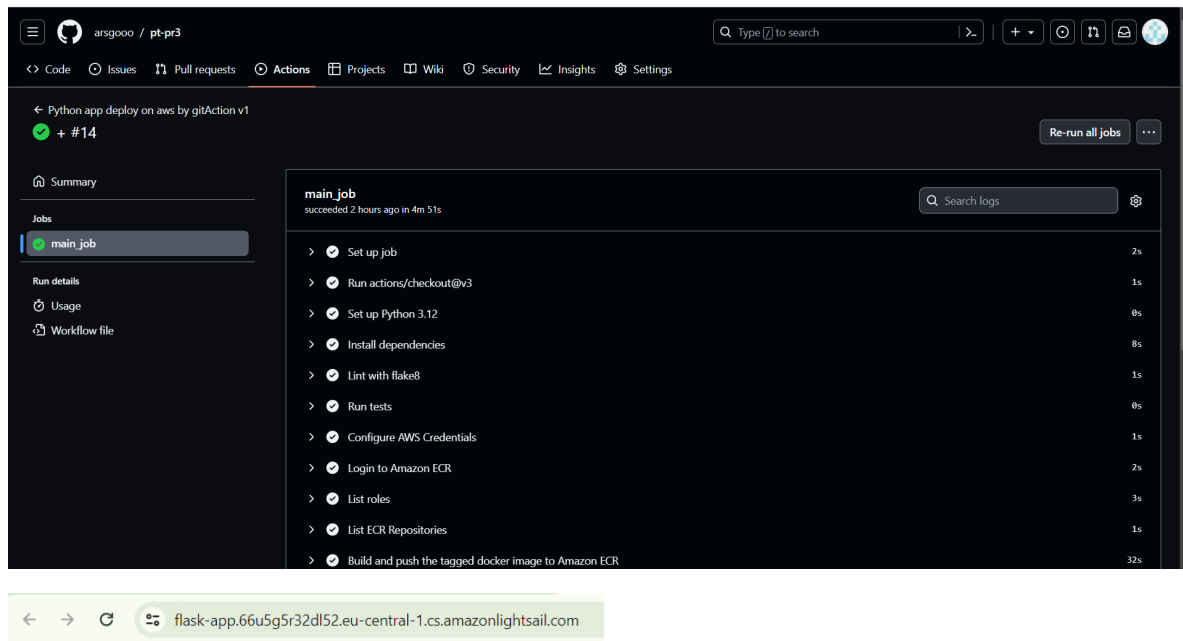 arsgooo / pt-pr3
Type / to search
Code Issues Pull requests Actions Projects Wiki Security Insights Settings
← Python app deploy on aws by gitAction v1
+ #14
Re-run all jobs
Summary
Jobs
main_job
Run details
Usage
Workflow file
main_job
succeeded 2 hours ago in 4m 51s
Search logs
Set up job 2s
Run actions/checkout@v3 1s
Set up Python 3.12 0s
Install dependencies 8s
Lint with flake8 1s
Run tests 0s
Configure AWS Credentials 1s
Login to Amazon ECR 2s
List roles 3s
List ECR Repositories 1s
Build and push the tagged docker image to Amazon ECR 32s
flask-app.66u5g5r32dl52.eu-central-1.cs.amazonlightsail.com